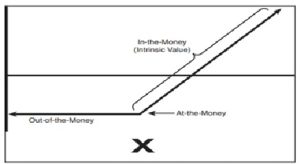 In-the-Money
(Intrinsic Value)
At-the-Money
Out-of-the-Money
X